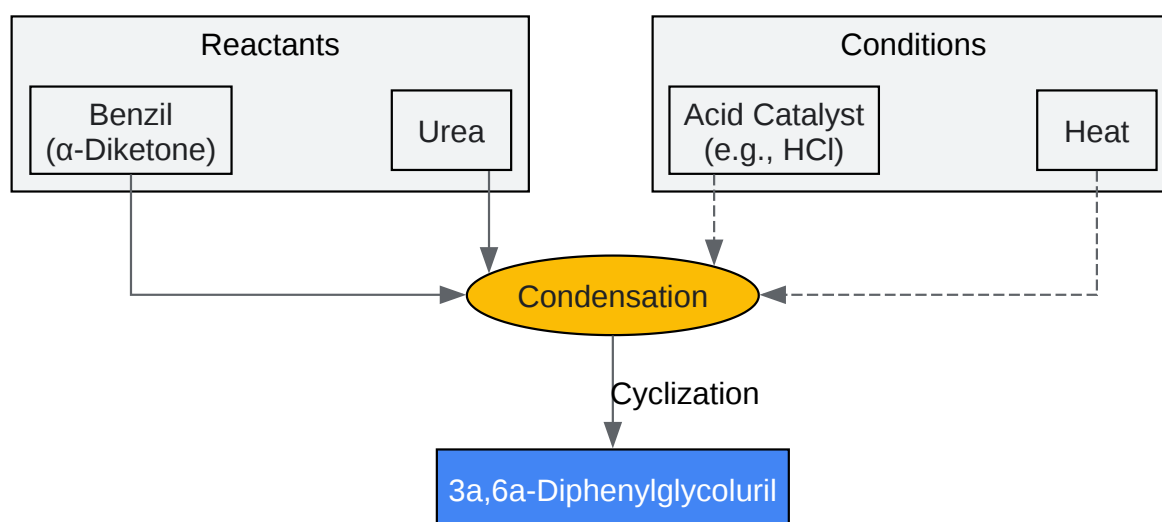 Reactants
Conditions
Benzil
(α-Diketone)
Urea
Acid Catalyst
(e.g., HCl)
Heat
Condensation
Cyclization
3a,6a-Diphenylglycoluril